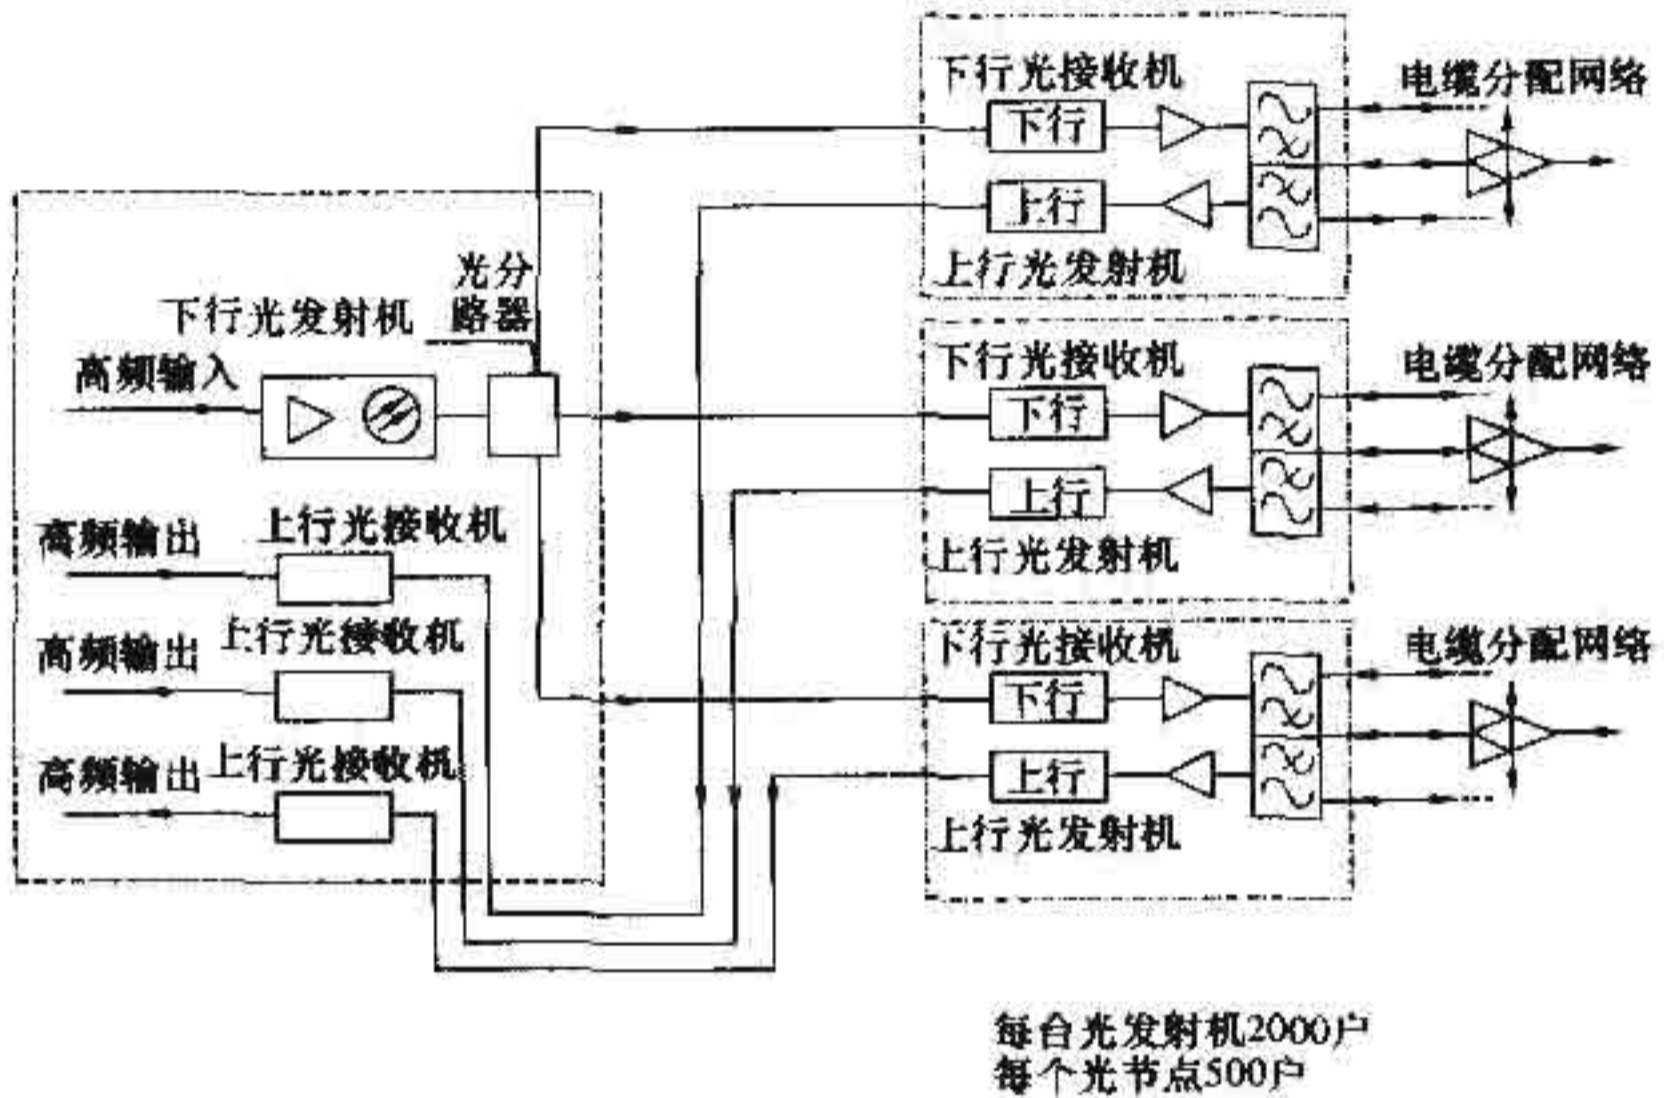 下行光接收机
电缆分配网络
下行
上行
上行光发射机
光分
路器
下行光发射机
高频输入
下行光接收机
电缆分配网络
下行
上行
上行光发射机
高频输出
上行光接收机
高频输出
上行光接收机
高频输出
上行光接收机
下行光接收机
电缆分配网络
下行
上行
上行光发射机
每台光发射机2000户
每个光节点500户